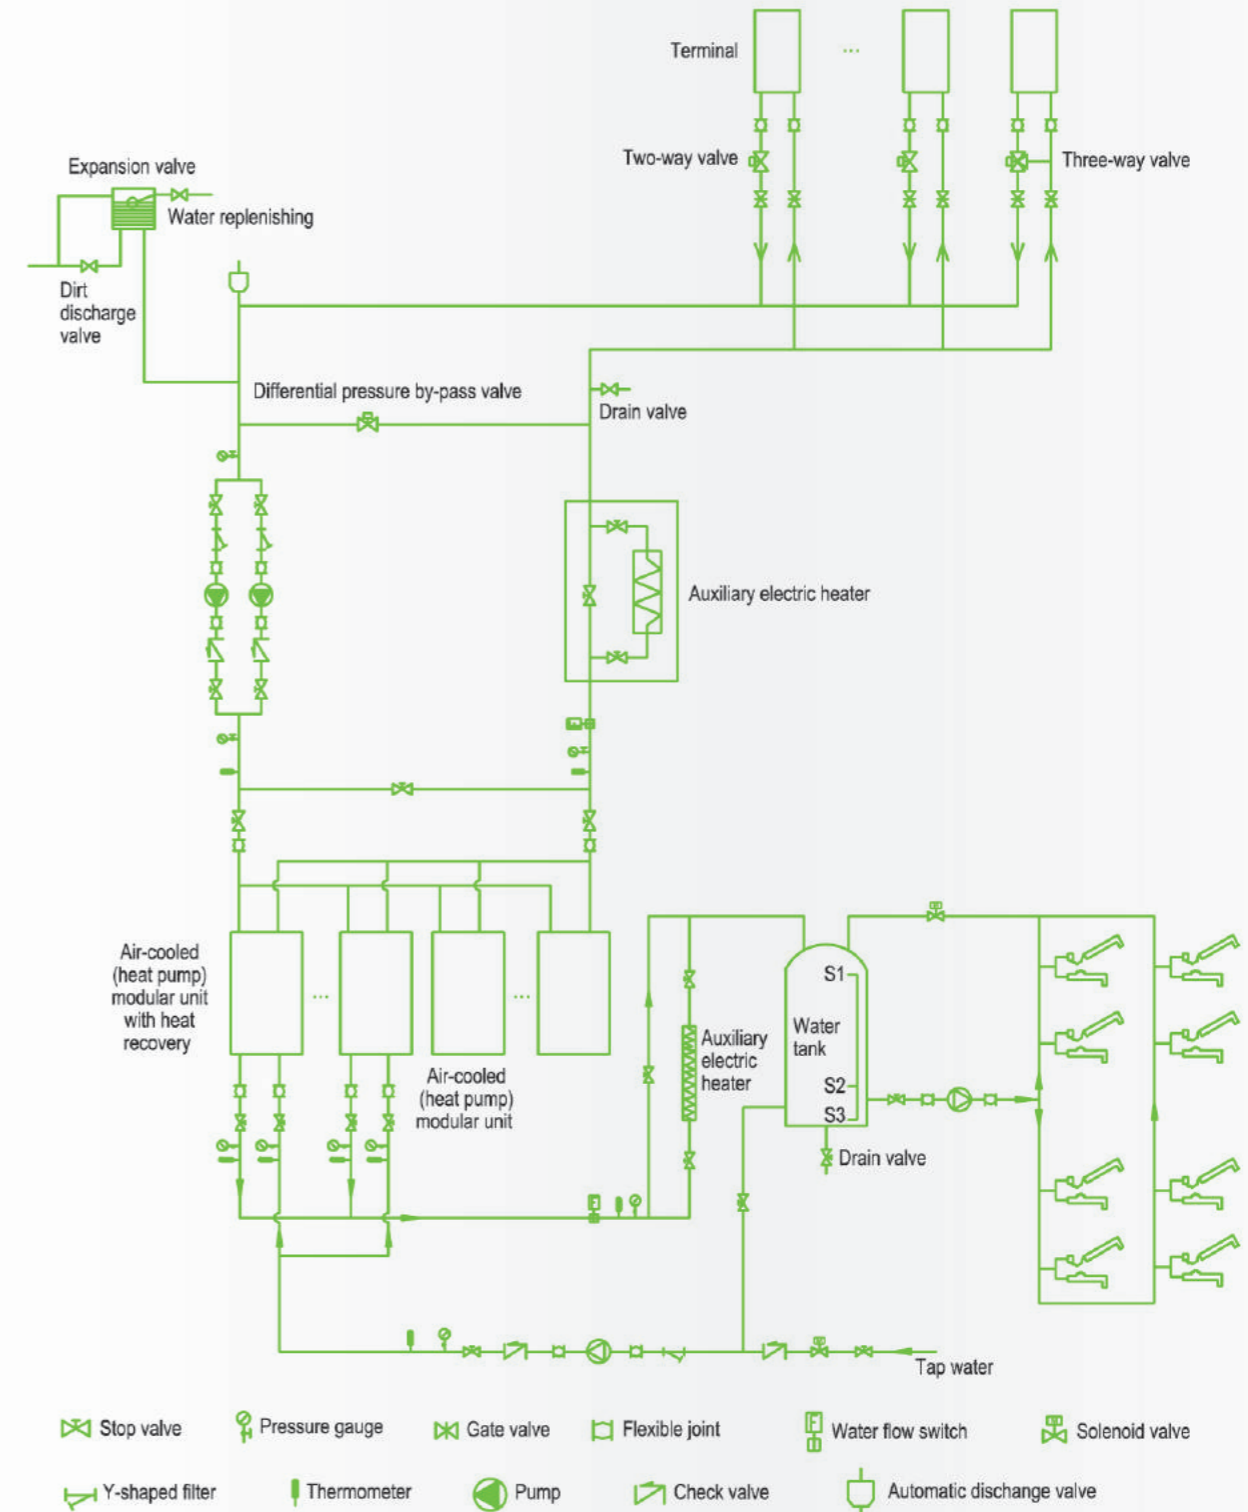 Terminal
...
Two-way valve
Three-way valve
Expansion valve
Water replenishing
Dirt
discharge
valve
Differential pressure by-pass valve
Drain valve
Auxiliary electric heater
Air-cooled
(heat pump)
modular unit
with heat
recovery
...
...
Air-cooled
(heat pump)
modular unit
Auxiliary
electric
heater
S1
Water
tank
S2
S3
Drain valve
Tap water
Stop valve
Pressure gauge
Gate valve
Flexible joint
F
Water flow switch
Solenoid valve
Y-shaped filter
Thermometer
Pump
Check valve
Automatic discharge valve